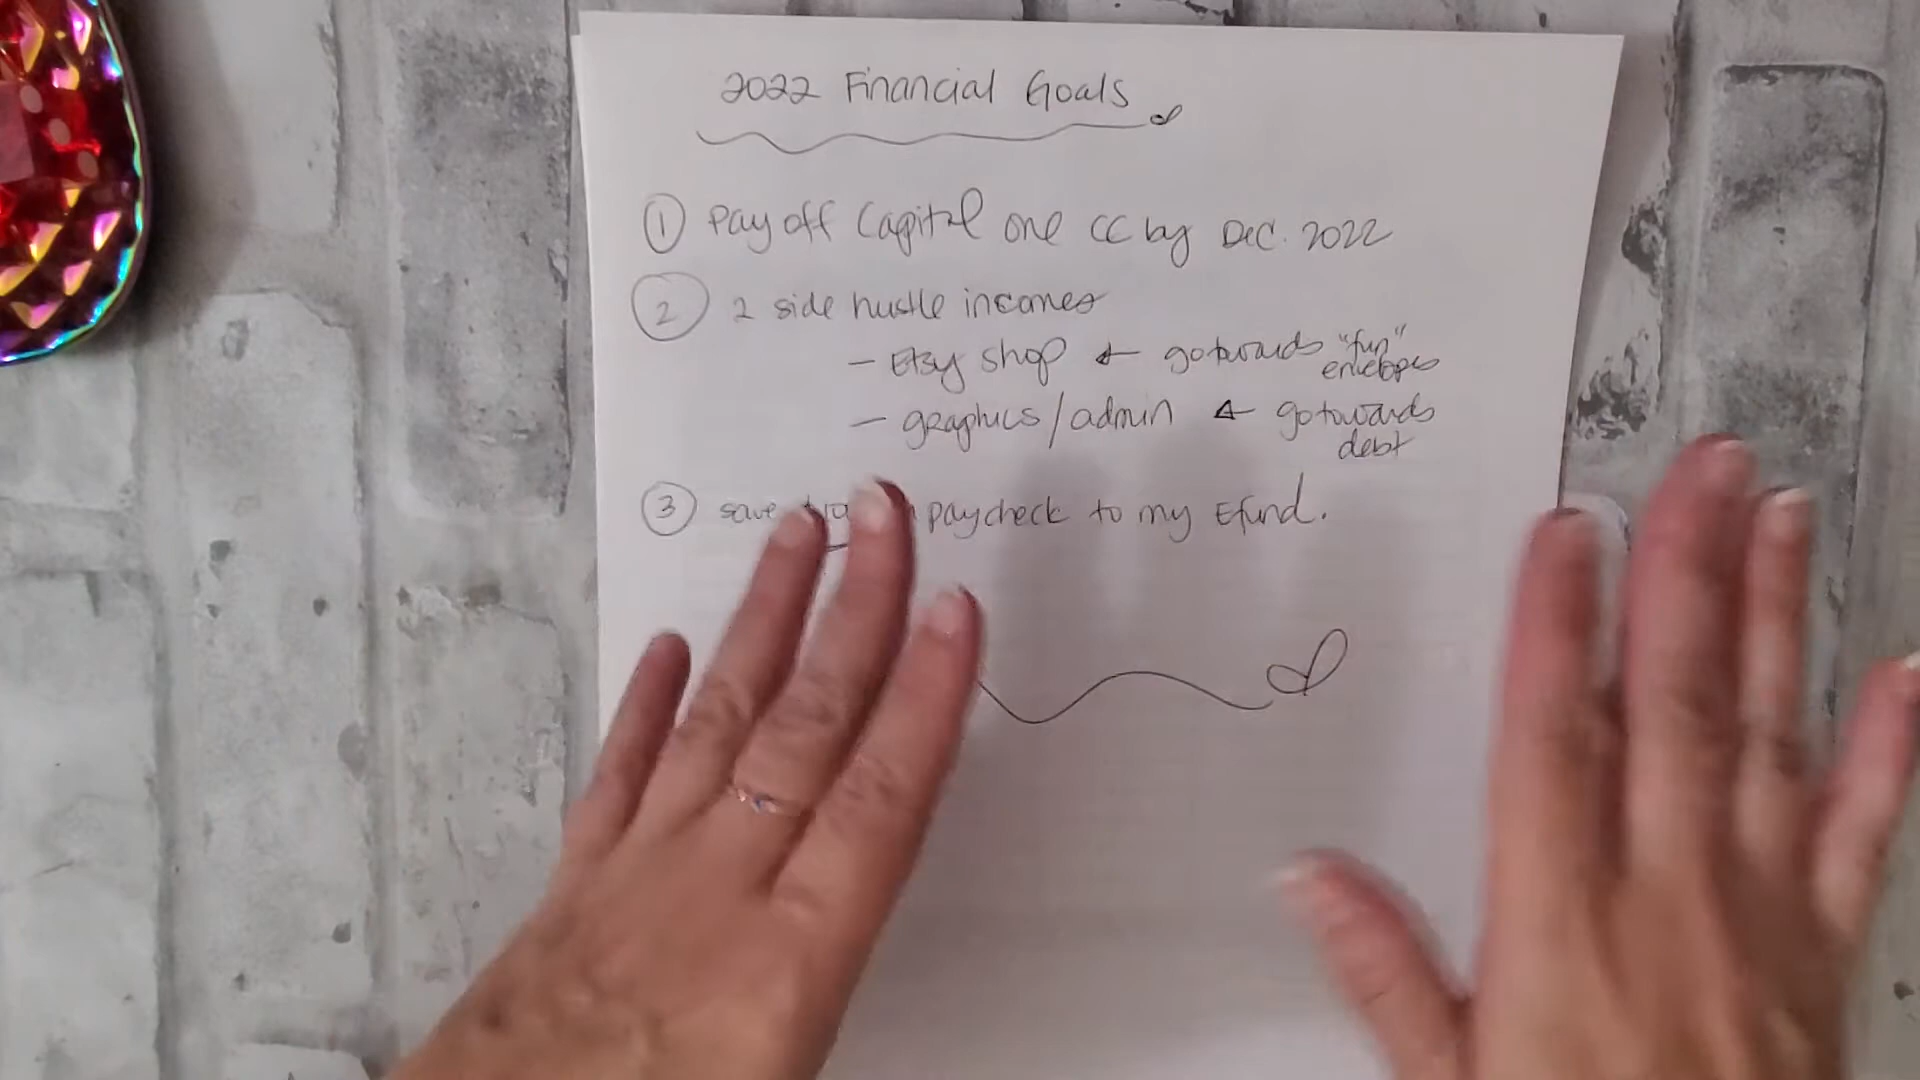 2022 Financial Goals
① Pay off Capital one CC by Dec. 2022
② 2 side hustle incomes
- Etsy shop ← go towards "fun"
envelopes
- graphics/admin ← go towards
debt
③ save paycheck to my Efund.